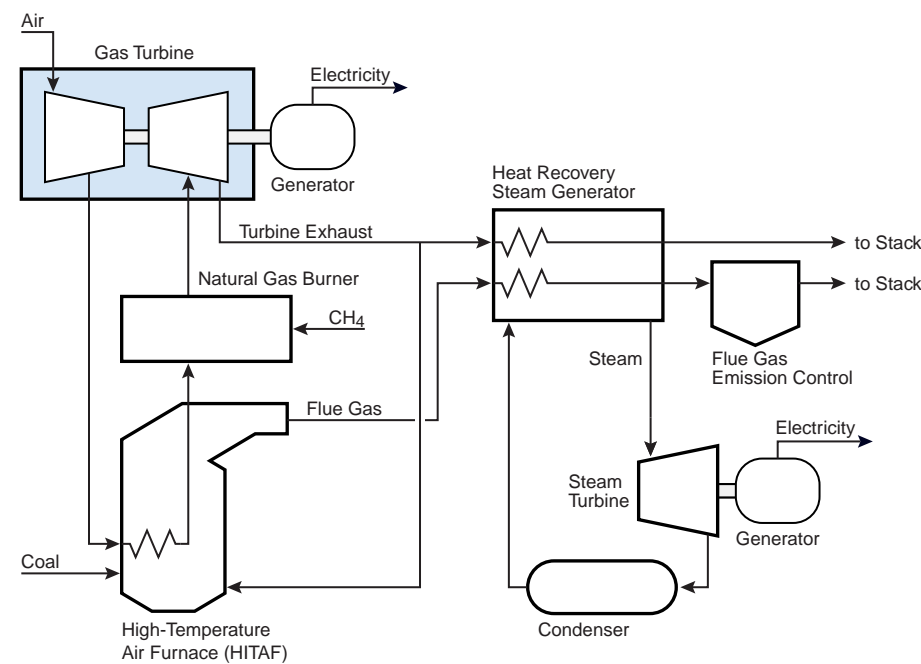 Air
Gas Turbine
Electricity
Generator
Heat Recovery
Steam Generator
Turbine Exhaust
to Stack
Natural Gas Burner
to Stack
CH₄
Steam
Flue Gas
Emission Control
Flue Gas
Electricity
Steam
Turbine
Generator
Coal
Condenser
High-Temperature
Air Furnace (HITAF)